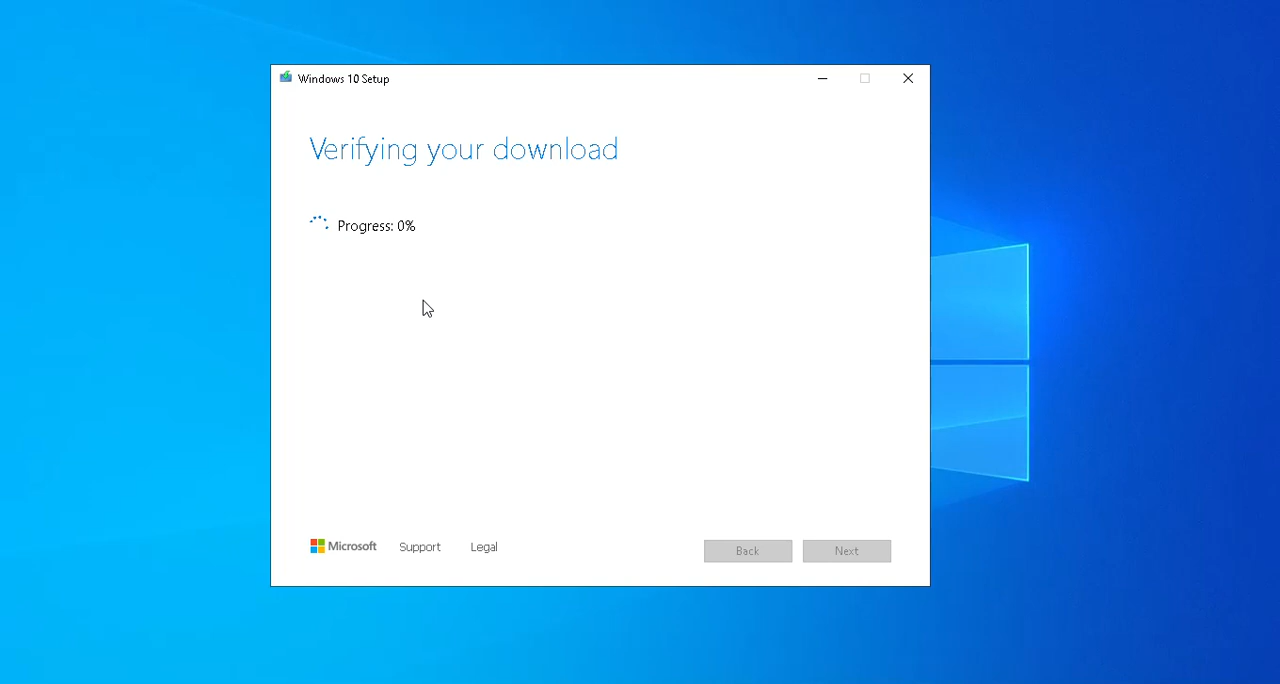 Windows 10 Setup
Verifying your download
Progress: 0%
Microsoft Support Legal
Back Next